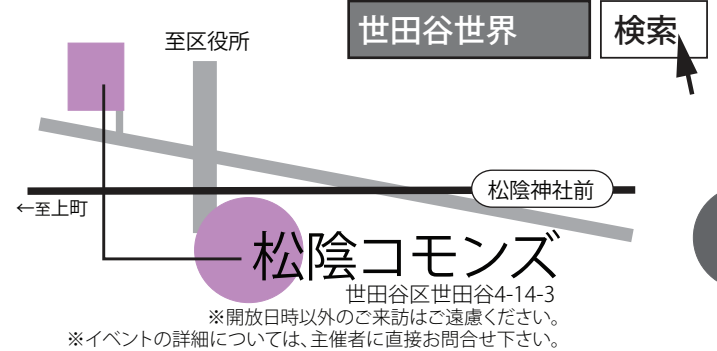 世田谷世界
検索
至区役所
松陰神社前
←至上町
松陰コモンズ
世田谷区世田谷4-14-3
※開放日時以外のご来訪はご遠慮ください。
※イベントの詳細については、主催者に直接お問合せ下さい。